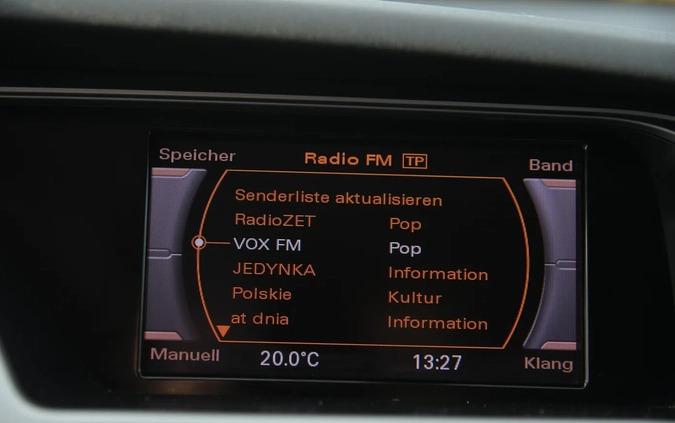 Speicher Radio FM TP Band
Senderliste aktualisieren
RadioZET Pop
VOX FM Pop
JEDYNKA Information
Polskie Kultur
at dnia Information
Manuell 20.0°C 13:27 Klang